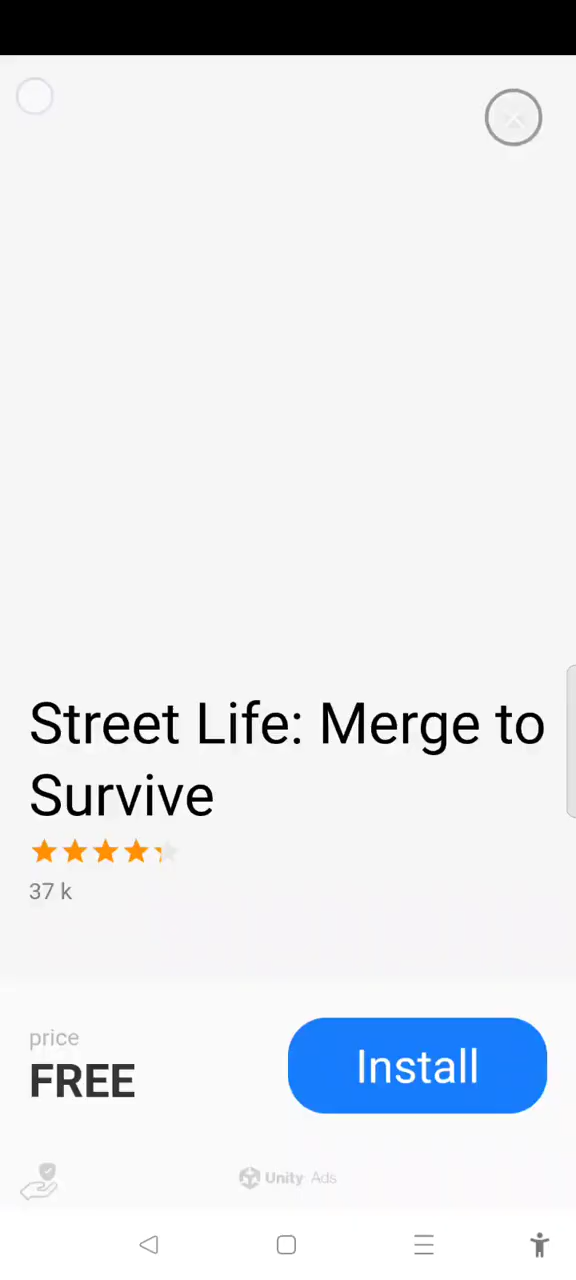 Street Life: Merge to
Survive
37 k
price
FREE
Install
Unity Ads